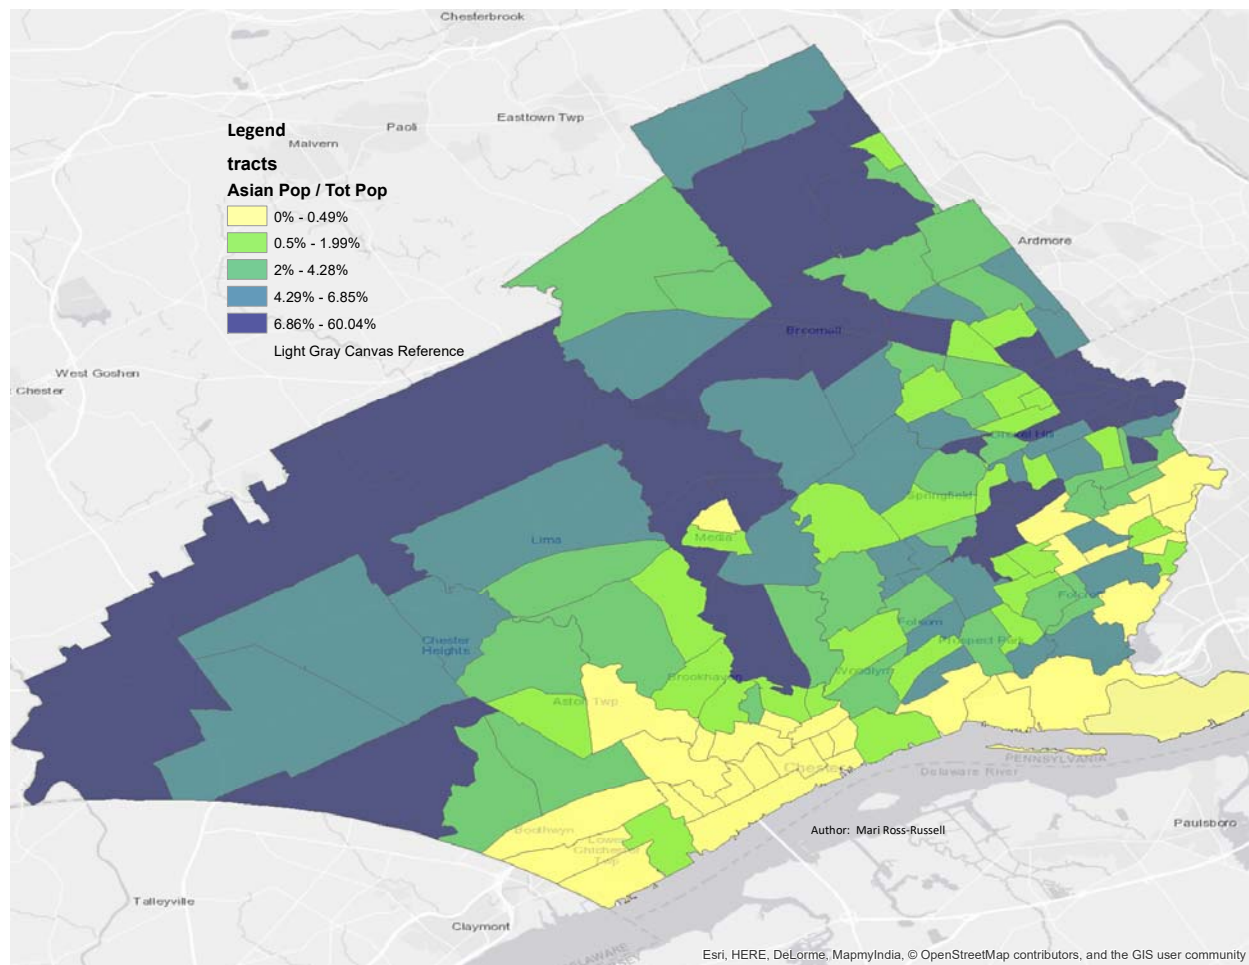 Chesterbrook
Easttown Twp
Paoli
Legend
Malvern
tracts
Asian Pop / Tot Pop
0% - 0.49%
0.5% - 1.99%
2% - 4.28%
4.29% - 6.85%
6.86% - 60.04%
Light Gray Canvas Reference
Ardmore
Broomall
West Goshen
Chester
Drexel Hill
Springfield
Media
Lima
Folcroft
Folsom
Chester
Heights
Prospect Park
Woodlyn
Brookhaven
Aston Twp
PENNSYLVANIA
Chester
Delaware River
Paulsboro
Author: Mari Ross-Russell
Boothwyn
Lower
Chichester
Twp
Talleyville
Claymont
DELAWARE
Esri, HERE, DeLorme, MapmyIndia, © OpenStreetMap contributors, and the GIS user community